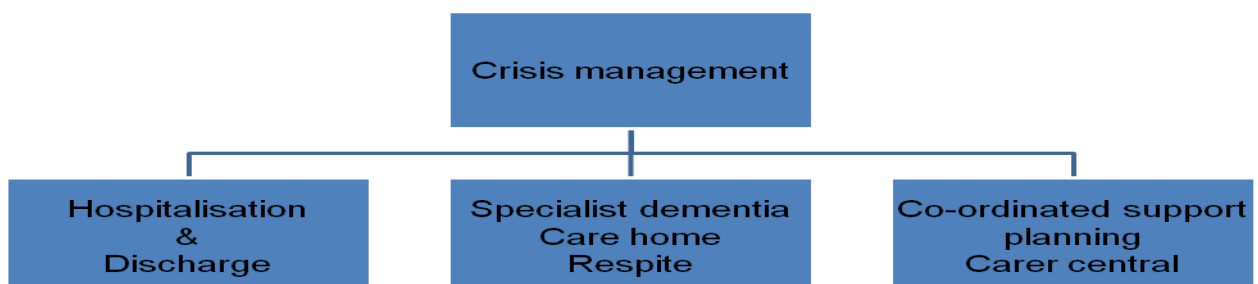 Crisis management
Hospitalisation
&
Discharge
Specialist dementia
Care home
Respite
Co-ordinated support
planning
Carer central